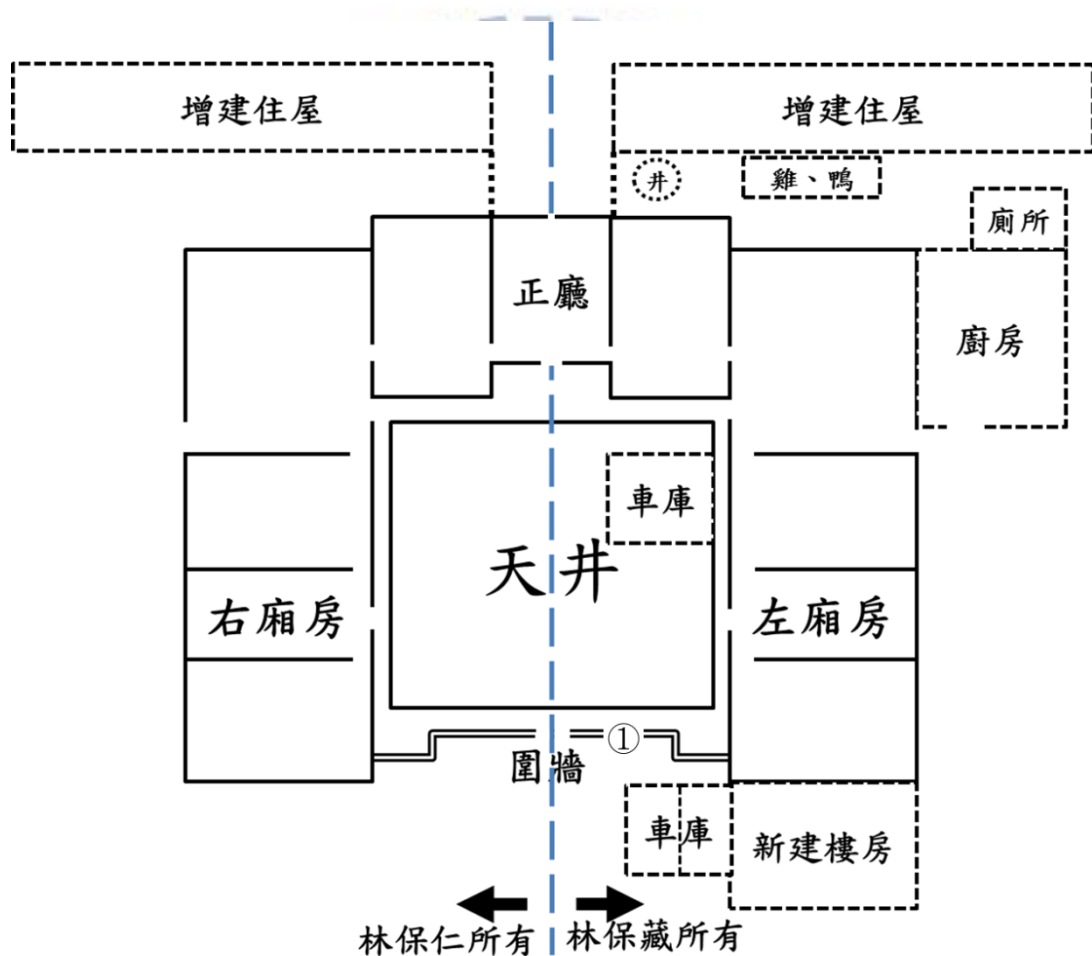 增建住屋
增建住屋
井
雞、鴨
廁所
正廳
廚房
車庫
天井
右廂房
左廂房
①
圍牆
車庫
新建樓房
林保仁所有
林保藏所有